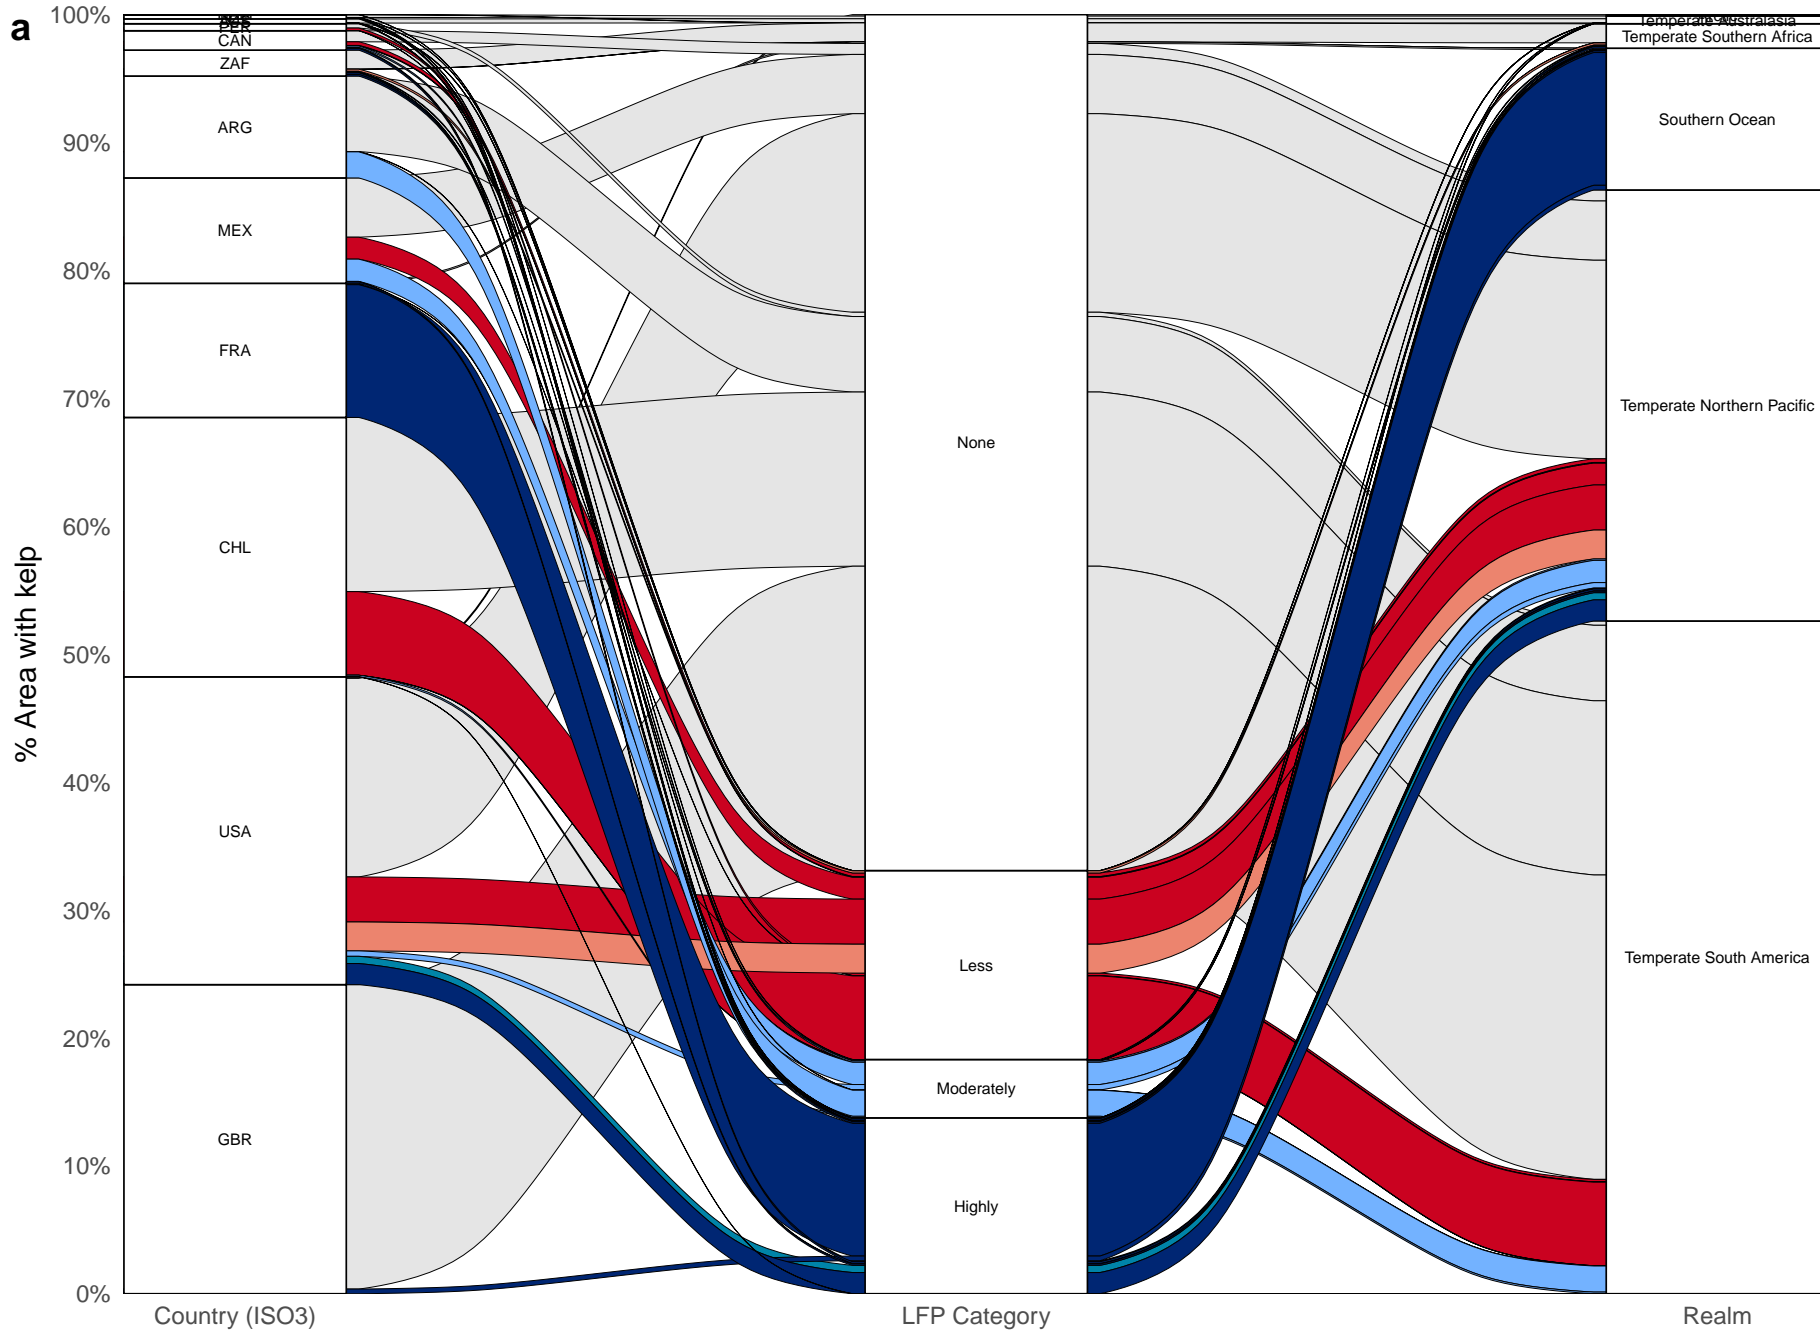 a
100%
90%
80%
70%
60%
50%
40%
30%
20%
10%
0%
% Area with kelp
PER
CAN
ZAF
ARG
MEX
FRA
CHL
USA
GBR
None
Less
Moderately
Highly
Temperate Australasia
Temperate Southern Africa
Southern Ocean
Temperate Northern Pacific
Temperate South America
Country (ISO3)
LFP Category
Realm